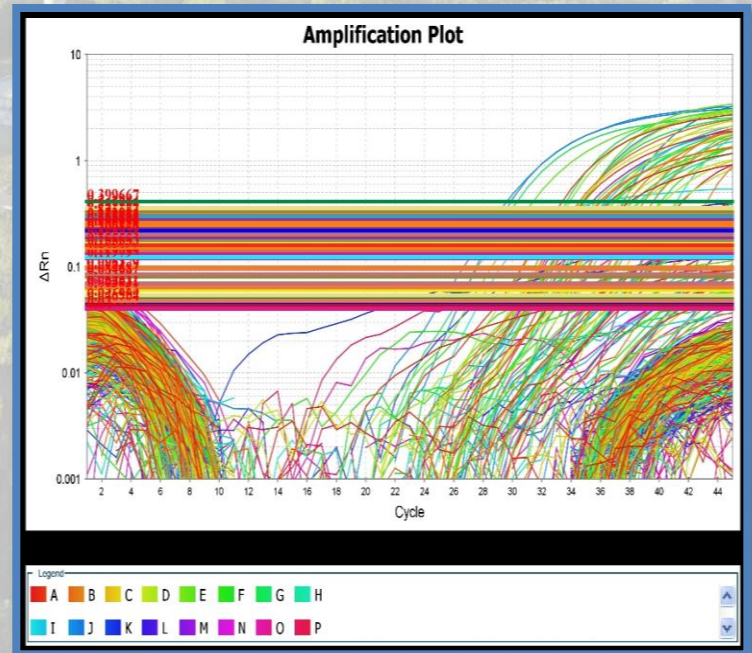 Amplification Plot
10
1
0.399667
0.1
0.01
0.001
ΔRn
2 4 6 8 10 12 14 16 18 20 22 24 26 28 30 32 34 36 38 40 42 44
Cycle
Legend
A B C D E F G H
I J K L M N O P